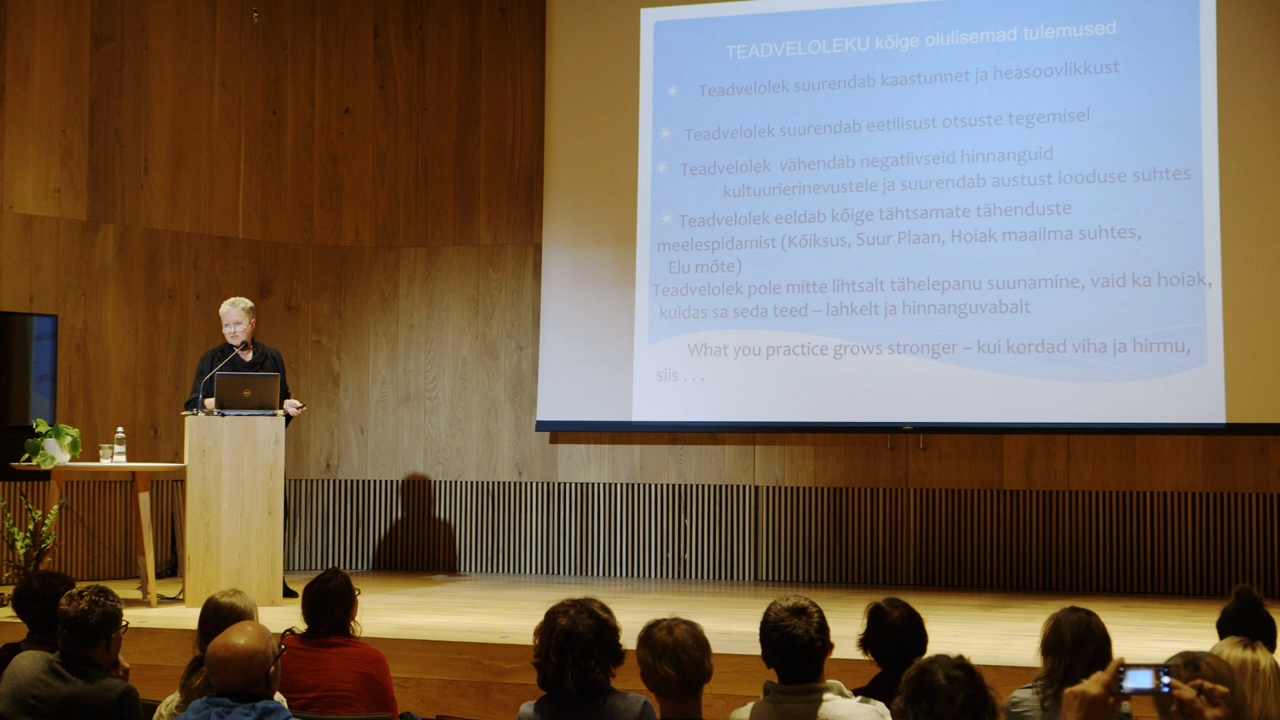 TEADVELOLEKU kõige olulisemad tulemused
Teadvelolek suurendab kaastunnet ja heasoovlikkust
Teadvelolek suurendab eetilisust otsuste tegemisel
Teadvelolek vähendab negatiivseid hinnanguid
kultuurierinevustele ja suurendab austust looduse suhtes
Teadvelolek eeldab kõige tähtsamate tähenduste
meelespidamist (Kõiksus, Suur Plaan, Hoiak maailma suhtes,
Elu mõte)
Teadvelolek pole mitte lihtsalt tähelepanu suunamine, vaid ka hoiak,
kuidas sa seda teed – lahkelt ja hinnanguvabalt
What you practice grows stronger – kui kordad viha ja hirmu,
siis . . .
DELL